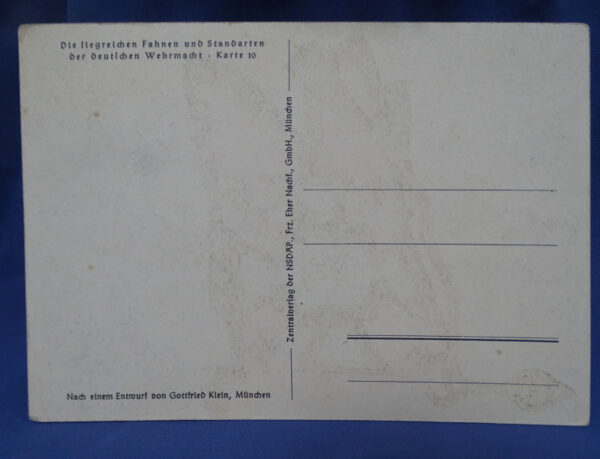 Die siegreichen Fahnen und Standarten
der deutschen Wehrmacht · Karte 10
Zentralverlag der NSDAP., Frz. Eher Nachf., GmbH., München
Nach einem Entwurf von Gottfried Klein, München